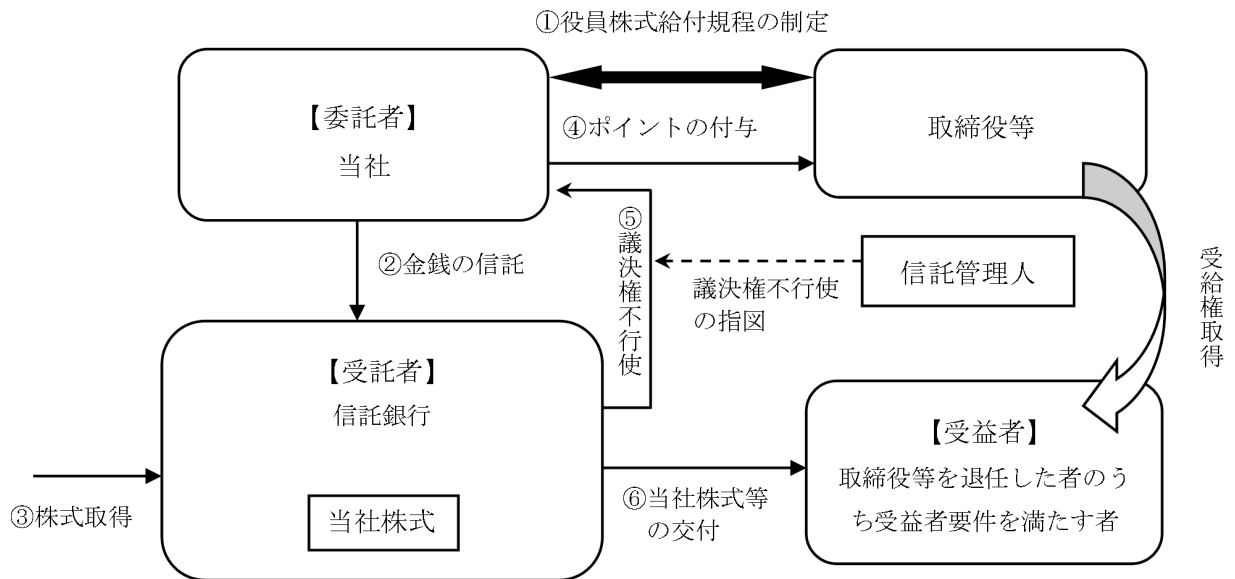 ①役員株式給付規程の制定
【委託者】
当社
④ポイントの付与
取締役等
②金銭の信託
⑤議決権不行使
議決権不行使
の指図
信託管理人
受給権取得
【受託者】
信託銀行
当社株式
③株式取得
⑥当社株式等
の交付
【受益者】
取締役等を退任した者のう
ち受益者要件を満たす者